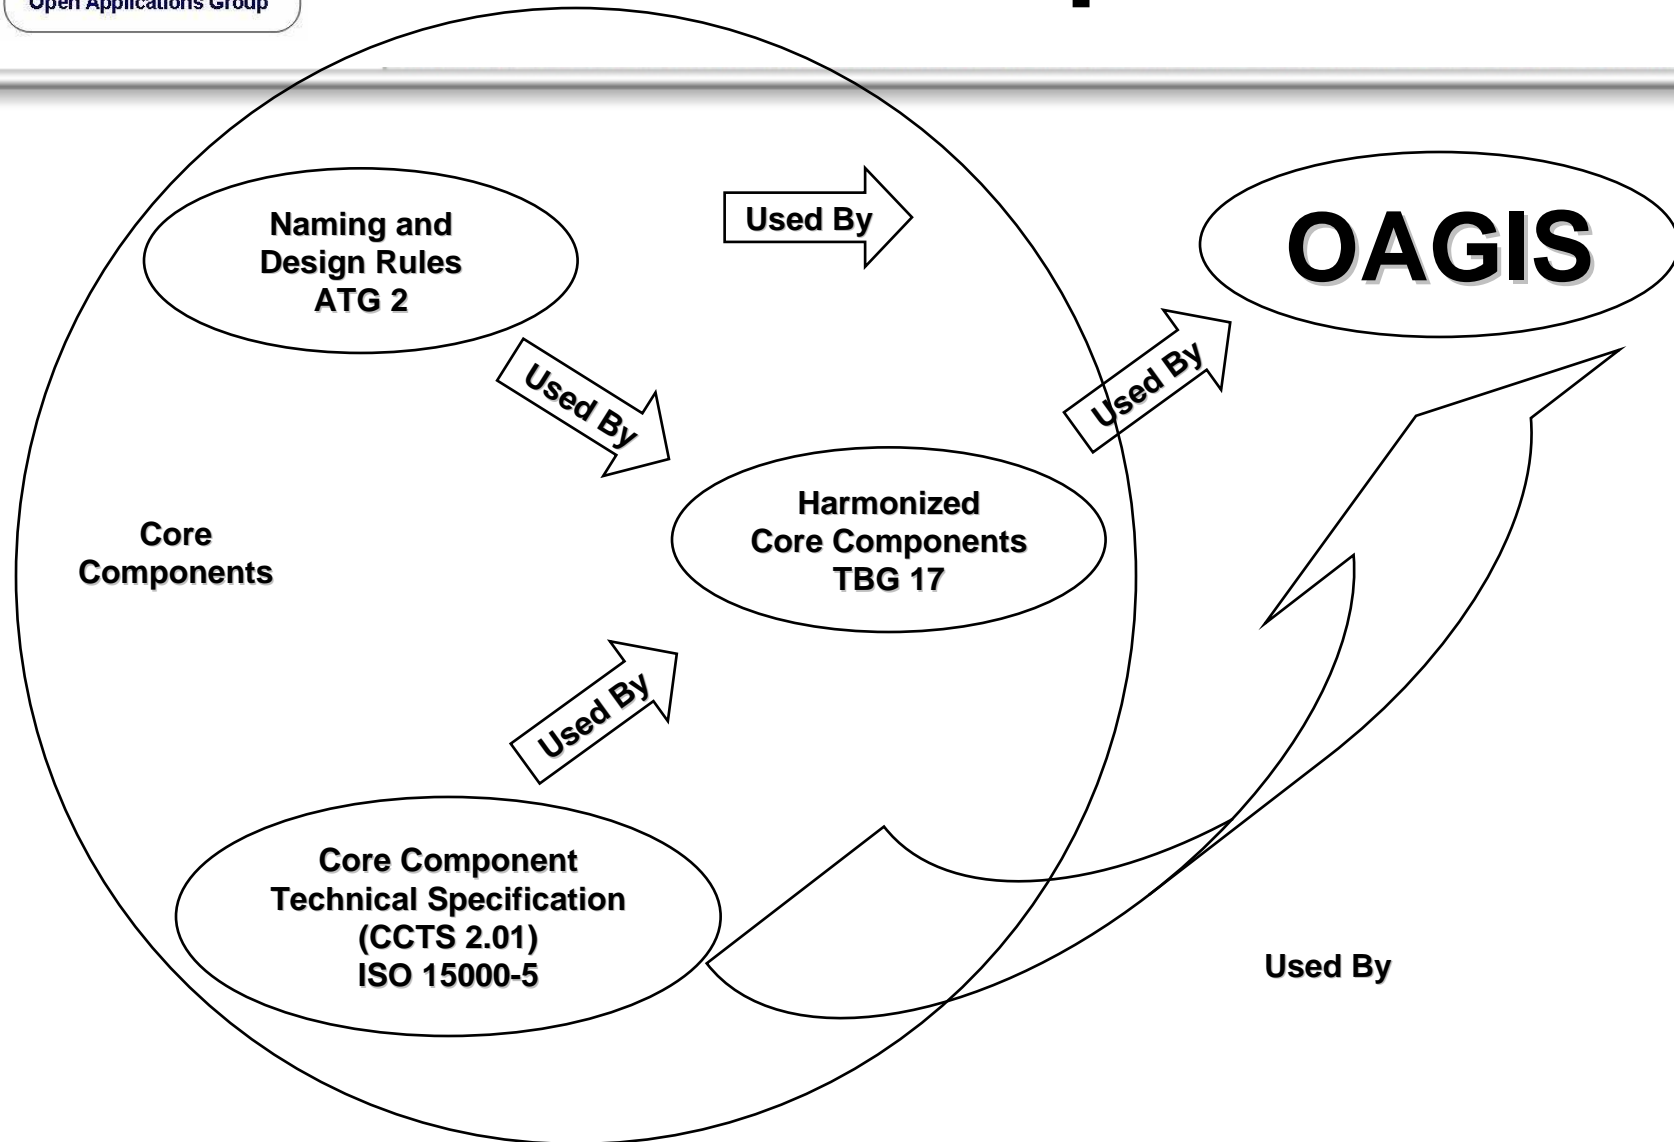 Open Applications Group
Naming and
Design Rules
ATG 2
Used By
OAGIS
Used By
Used By
Harmonized
Core Components
TBG 17
Core
Components
Used By
Core Component
Technical Specification
(CCTS 2.01)
ISO 15000-5
Used By